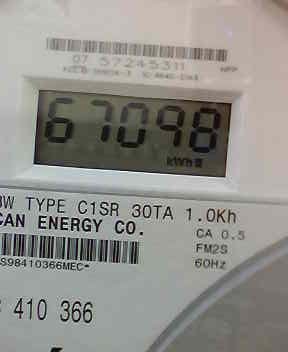 07 57245311
67098
kWh
3W TYPE C1SR 30TA 1.0Kh
CAN ENERGY CO.
CA 0.5
FM2S
S98410366MEC*
60Hz
410 366